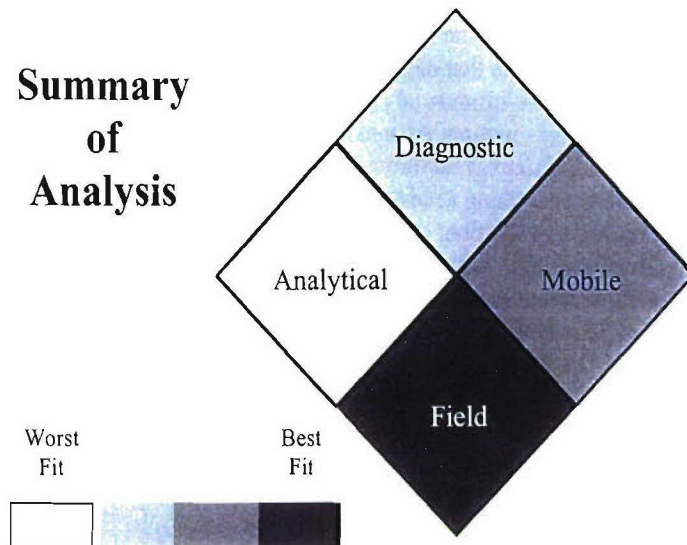 Summary
of
Analysis
Diagnostic
Analytical
Mobile
Field
Worst
Fit
Best
Fit